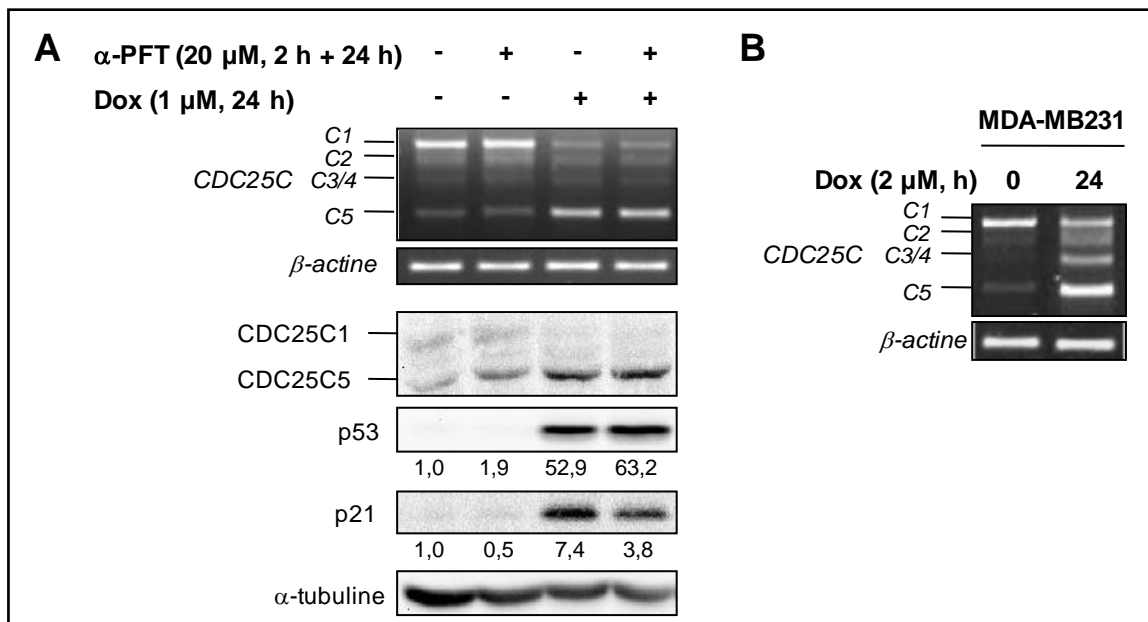 A
α-PFT (20 µM, 2 h + 24 h) - + - +
Dox (1 µM, 24 h) - - + +
C1
C2
CDC25C C3/4
C5
β-actine
CDC25C1
CDC25C5
p53
1,0 1,9 52,9 63,2
p21
1,0 0,5 7,4 3,8
α-tubuline
B
MDA-MB231
Dox (2 µM, h) 0 24
C1
C2
CDC25C C3/4
C5
β-actine